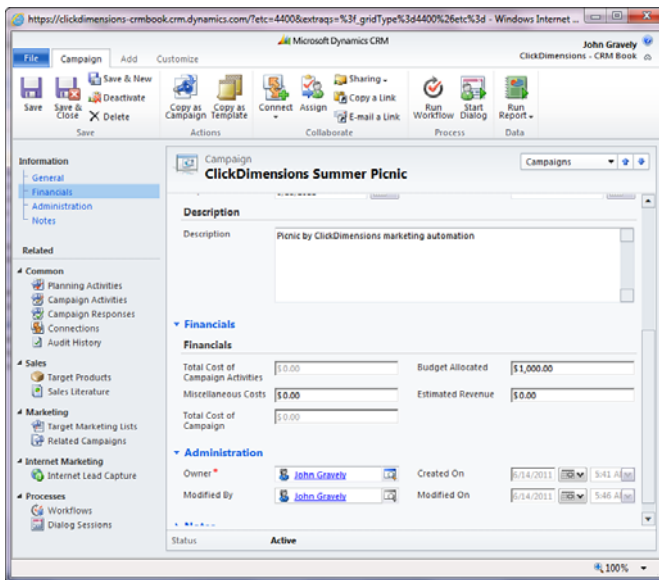 https://clickdimensions-crmbook.crm.dynamics.com/?etc=4400&extraqs=%3f_gridType%3d4400%26etc%3d - Windows Internet ...
Microsoft Dynamics CRM
John Gravely
ClickDimensions - CRM Book
File Campaign Add Customize
Save
Save & Close
Save & New
Deactivate
Delete
Save
Copy as Campaign
Copy as Template
Actions
Connect
Assign
Sharing
Copy a Link
E-mail a Link
Collaborate
Run Workflow
Start Dialog
Process
Run Report
Data
Information
General
Financials
Administration
Notes
Related
Common
Planning Activities
Campaign Activities
Campaign Responses
Connections
Audit History
Sales
Target Products
Sales Literature
Marketing
Target Marketing Lists
Related Campaigns
Internet Marketing
Internet Lead Capture
Processes
Workflows
Dialog Sessions
Campaign
ClickDimensions Summer Picnic
Campaigns
Description
Description Picnic by ClickDimensions marketing automation
Financials
Financials
Total Cost of Campaign Activities $0.00 Budget Allocated $1,000.00
Miscellaneous Costs $0.00 Estimated Revenue $0.00
Total Cost of Campaign $0.00
Administration
Owner* John Gravely Created On 6/14/2011 5:41 A
Modified By John Gravely Modified On 6/14/2011 5:46 A
Status Active
100%